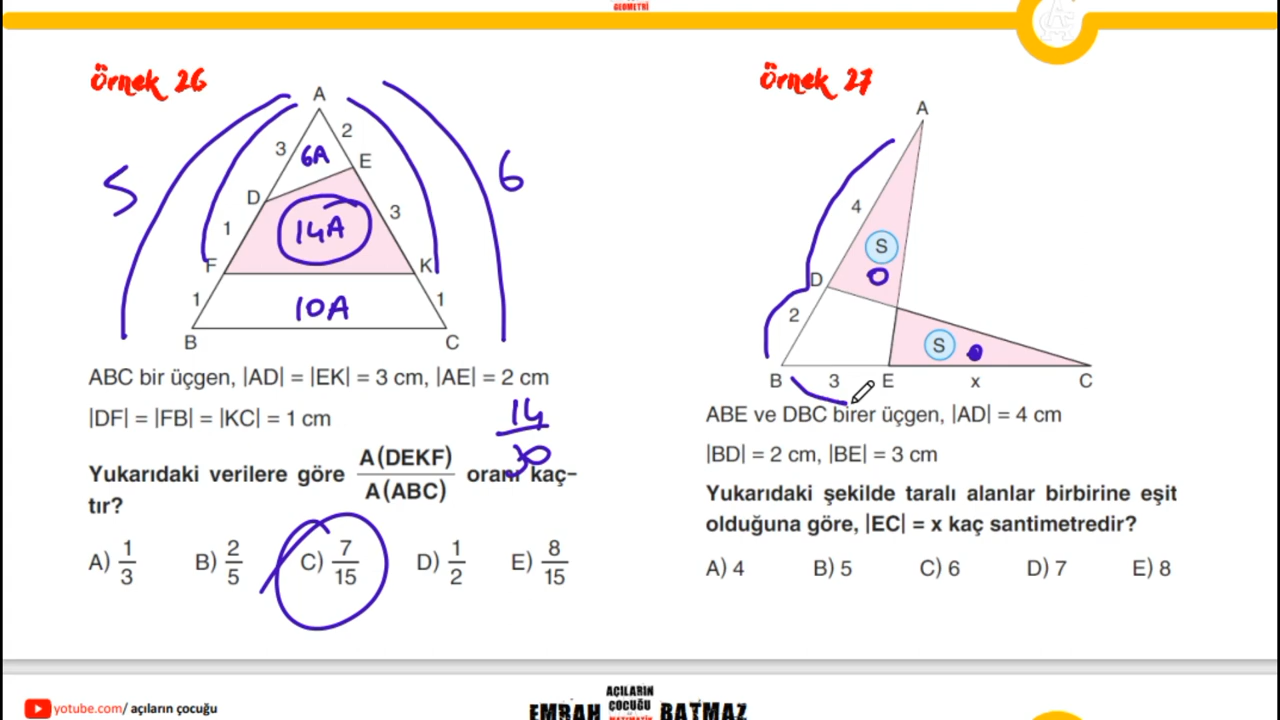 GEOMETRİ
Örnek 26
A
3
2
6A
E
5
6
D
14A
3
1
F
K
1
10A
1
B
C
ABC bir üçgen, |AD| = |EK| = 3 cm, |AE| = 2 cm
|DF| = |FB| = |KC| = 1 cm
14
30
Yukarıdaki verilere göre A(DEKF)/A(ABC) oranı kaç-
tır?
A) 1/3 B) 2/5 C) 7/15 D) 1/2 E) 8/15
Örnek 27
A
4
S
D
2
S
B 3 E x C
ABE ve DBC birer üçgen, |AD| = 4 cm
|BD| = 2 cm, |BE| = 3 cm
Yukarıdaki şekilde taralı alanlar birbirine eşit
olduğuna göre, |EC| = x kaç santimetredir?
A) 4 B) 5 C) 6 D) 7 E) 8
yotube.com/ açıların çocuğu
AÇILARIN
EMRAH ÇOCUĞU BATMAZ
MATEMATİK